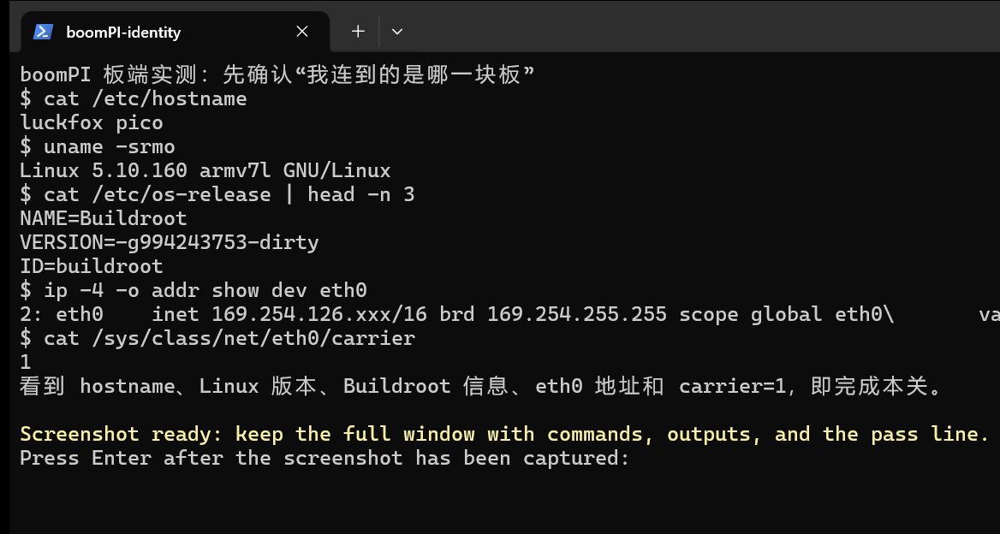 boomPI-identity
boomPI 板端实测：先确认“我连到的是哪一块板”
$ cat /etc/hostname
luckfox pico
$ uname -srmo
Linux 5.10.160 armv7l GNU/Linux
$ cat /etc/os-release | head -n 3
NAME=Buildroot
VERSION=-g994243753-dirty
ID=buildroot
$ ip -4 -o addr show dev eth0
2: eth0    inet 169.254.126.xxx/16 brd 169.254.255.255 scope global eth0\       va
$ cat /sys/class/net/eth0/carrier
1
看到 hostname、Linux 版本、Buildroot 信息、eth0 地址和 carrier=1，即完成本关。
Screenshot ready: keep the full window with commands, outputs, and the pass line.
Press Enter after the screenshot has been captured: